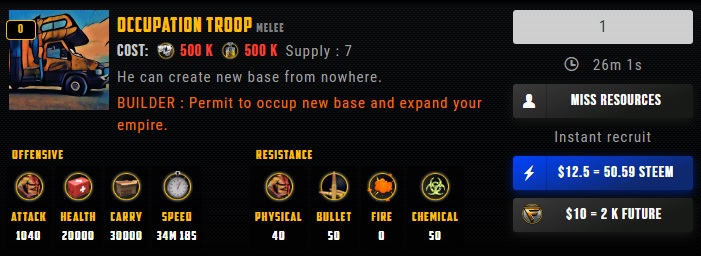 0
OCCUPATION TROOP MELEE
COST: 500 K 500 K Supply : 7
He can create new base from nowhere.
BUILDER : Permit to occup new base and expand your
empire.
OFFENSIVE
ATTACK HEALTH CARRY SPEED
1040 20000 30000 34M 18S
RESISTANCE
PHYSICAL BULLET FIRE CHEMICAL
40 50 0 50
1
26m 1s
MISS RESOURCES
Instant recruit
$12.5 = 50.59 STEEM
$10 = 2 K FUTURE